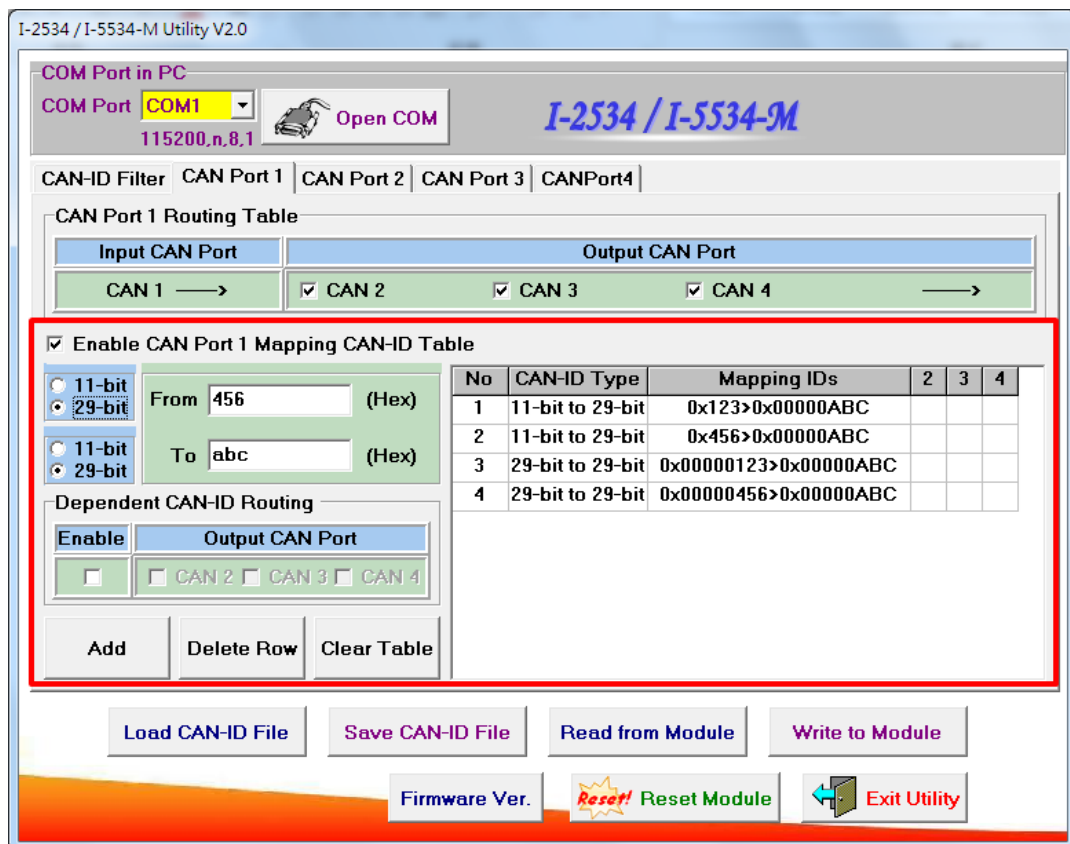 I-2534 / I-5534-M Utility V2.0
COM Port in PC
COM Port COM1 Open COM I-2534 / I-5534-M
115200,n,8,1
CAN-ID Filter CAN Port 1 CAN Port 2 CAN Port 3 CANPort4
CAN Port 1 Routing Table
Input CAN Port Output CAN Port
CAN 1 ---> CAN 2 CAN 3 CAN 4 --->
Enable CAN Port 1 Mapping CAN-ID Table
11-bit
29-bit
From 456 (Hex)
11-bit
29-bit
To abc (Hex)
No CAN-ID Type Mapping IDs 2 3 4
1 11-bit to 29-bit 0x123>0x00000ABC
2 11-bit to 29-bit 0x456>0x00000ABC
3 29-bit to 29-bit 0x00000123>0x00000ABC
4 29-bit to 29-bit 0x00000456>0x00000ABC
Dependent CAN-ID Routing
Enable Output CAN Port
CAN 2 CAN 3 CAN 4
Add Delete Row Clear Table
Load CAN-ID File Save CAN-ID File Read from Module Write to Module
Firmware Ver. Reset! Reset Module Exit Utility